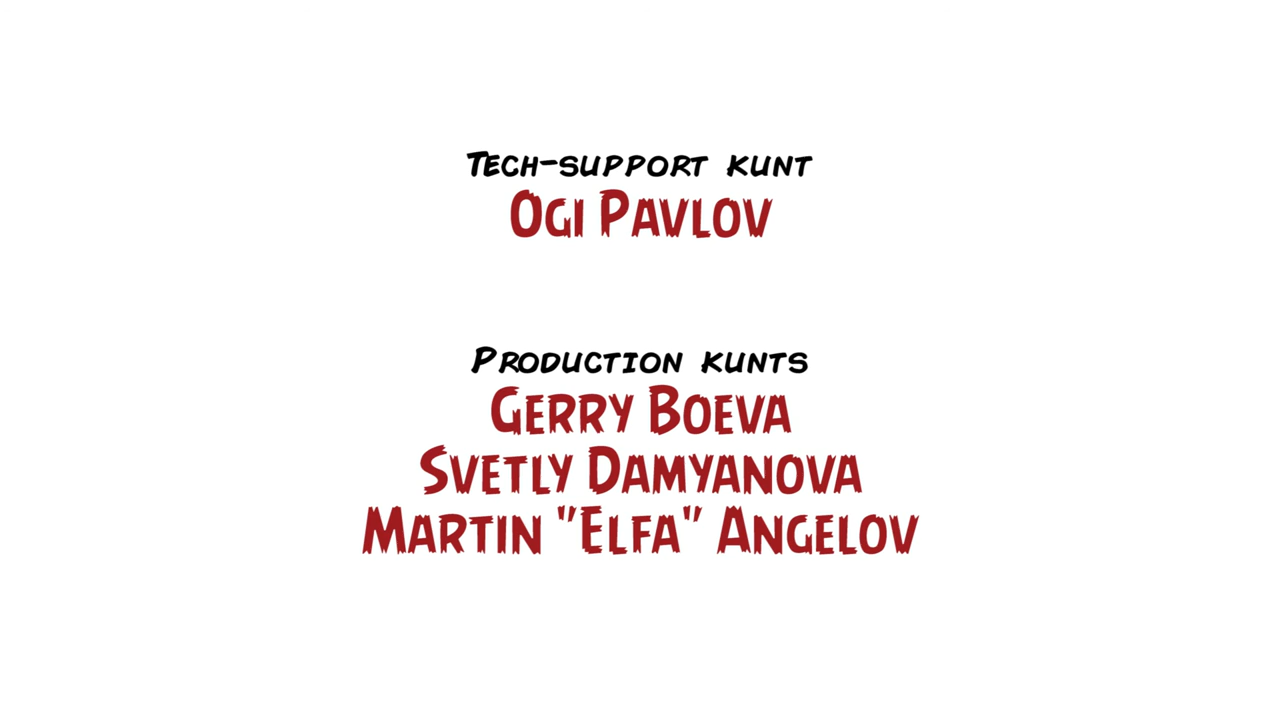 Tech-support kunt
Ogi Pavlov
Production kunts
Gerry Boeva
Svetly Damyanova
Martin "Elfa" Angelov